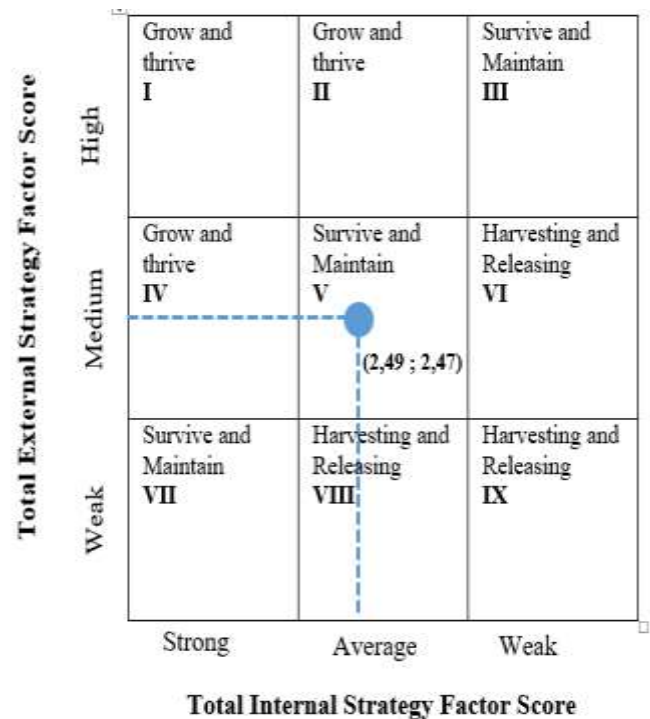 Total External Strategy Factor Score
High
Medium
Weak
Grow and
thrive
I
Grow and
thrive
II
Survive and
Maintain
III
Grow and
thrive
IV
Survive and
Maintain
V
Harvesting and
Releasing
VI
(2,49 ; 2,47)
Survive and
Maintain
VII
Harvesting and
Releasing
VIII
Harvesting and
Releasing
IX
Strong
Average
Weak
Total Internal Strategy Factor Score